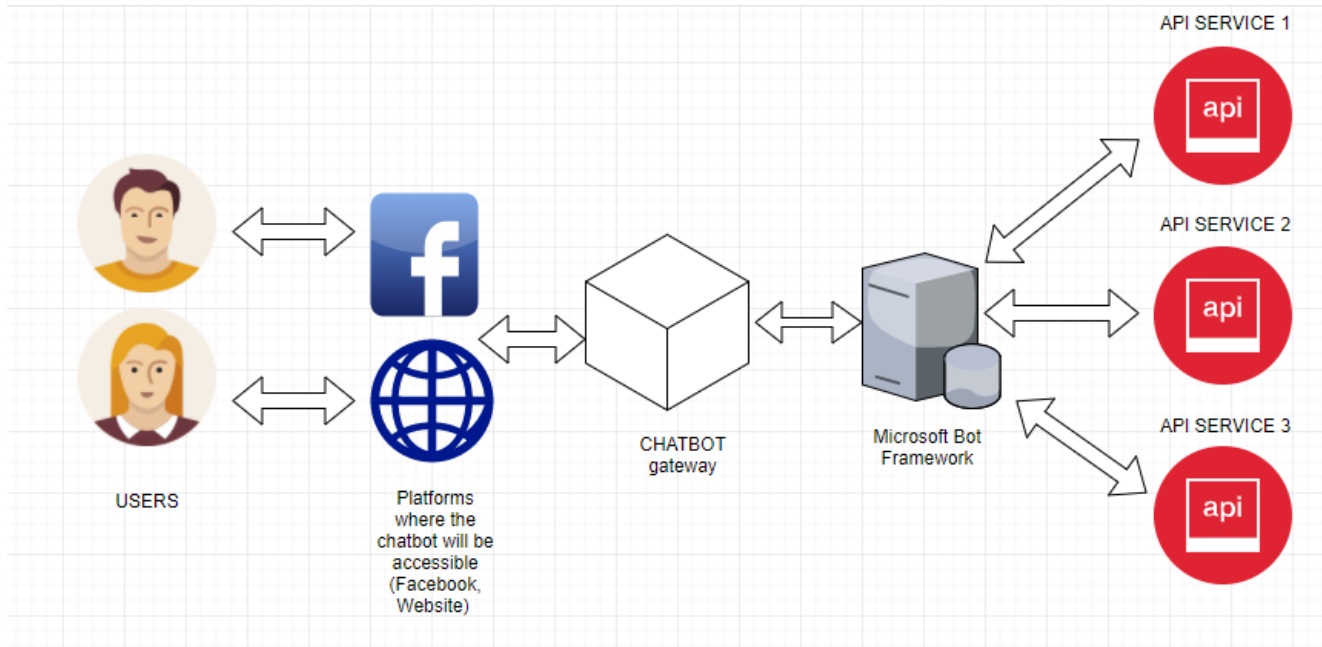 API SERVICE 1
api
API SERVICE 2
api
API SERVICE 3
api
f
CHATBOT
gateway
Microsoft Bot
Framework
USERS
Platforms
where the
chatbot will be
accessible
(Facebook,
Website)